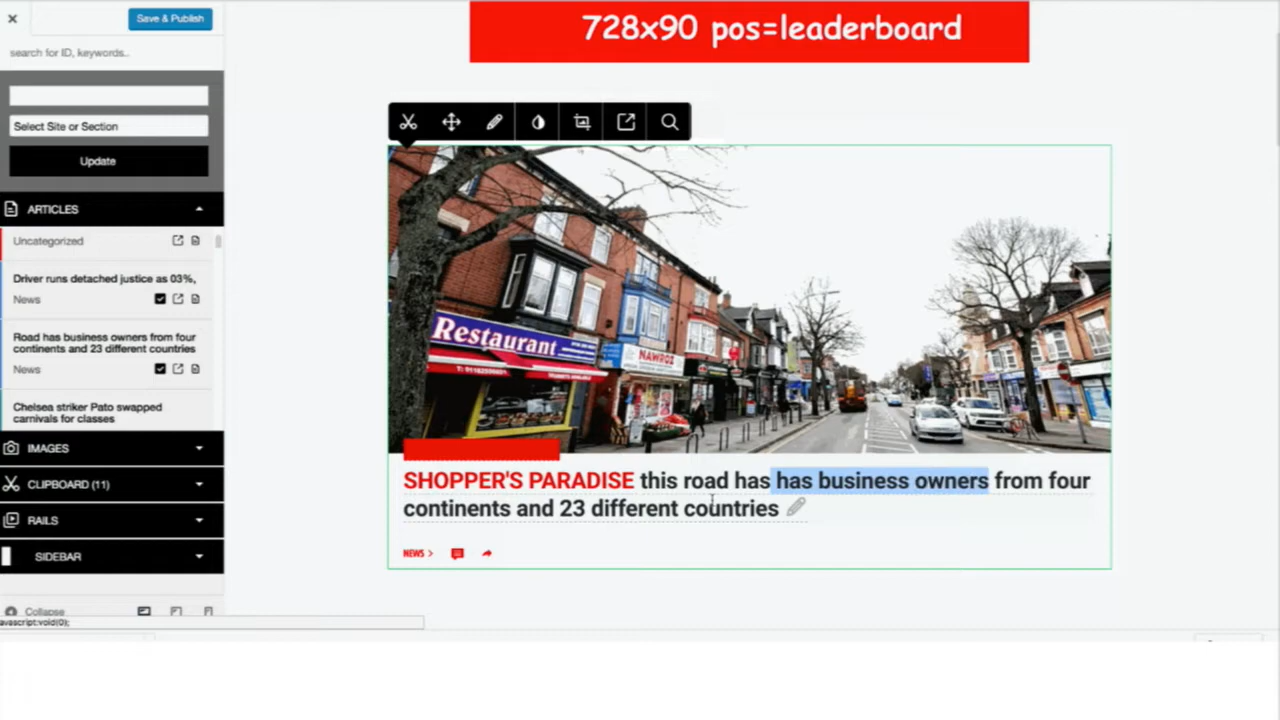 Save & Publish
728x90 pos=leaderboard
search for ID, keywords..
Select Site or Section
Update
ARTICLES
Uncategorized
Driver runs detached justice as 03%,
News
Road has business owners from four
continents and 23 different countries
News
Chelsea striker Pato swapped
carnivals for classes
IMAGES
CLIPBOARD (11)
RAILS
SIDEBAR
Collapse
avascript:void(0);
Restaurant
NAWROZ
SHOPPER'S PARADISE this road has has business owners from four
continents and 23 different countries
NEWS >